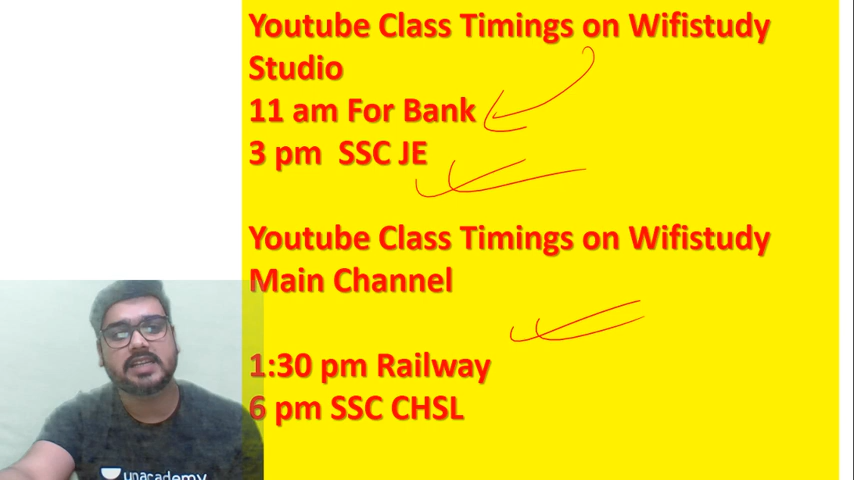 Youtube Class Timings on Wifistudy
Studio
11 am For Bank
3 pm SSC JE
Youtube Class Timings on Wifistudy
Main Channel
1:30 pm Railway
6 pm SSC CHSL
unacademy